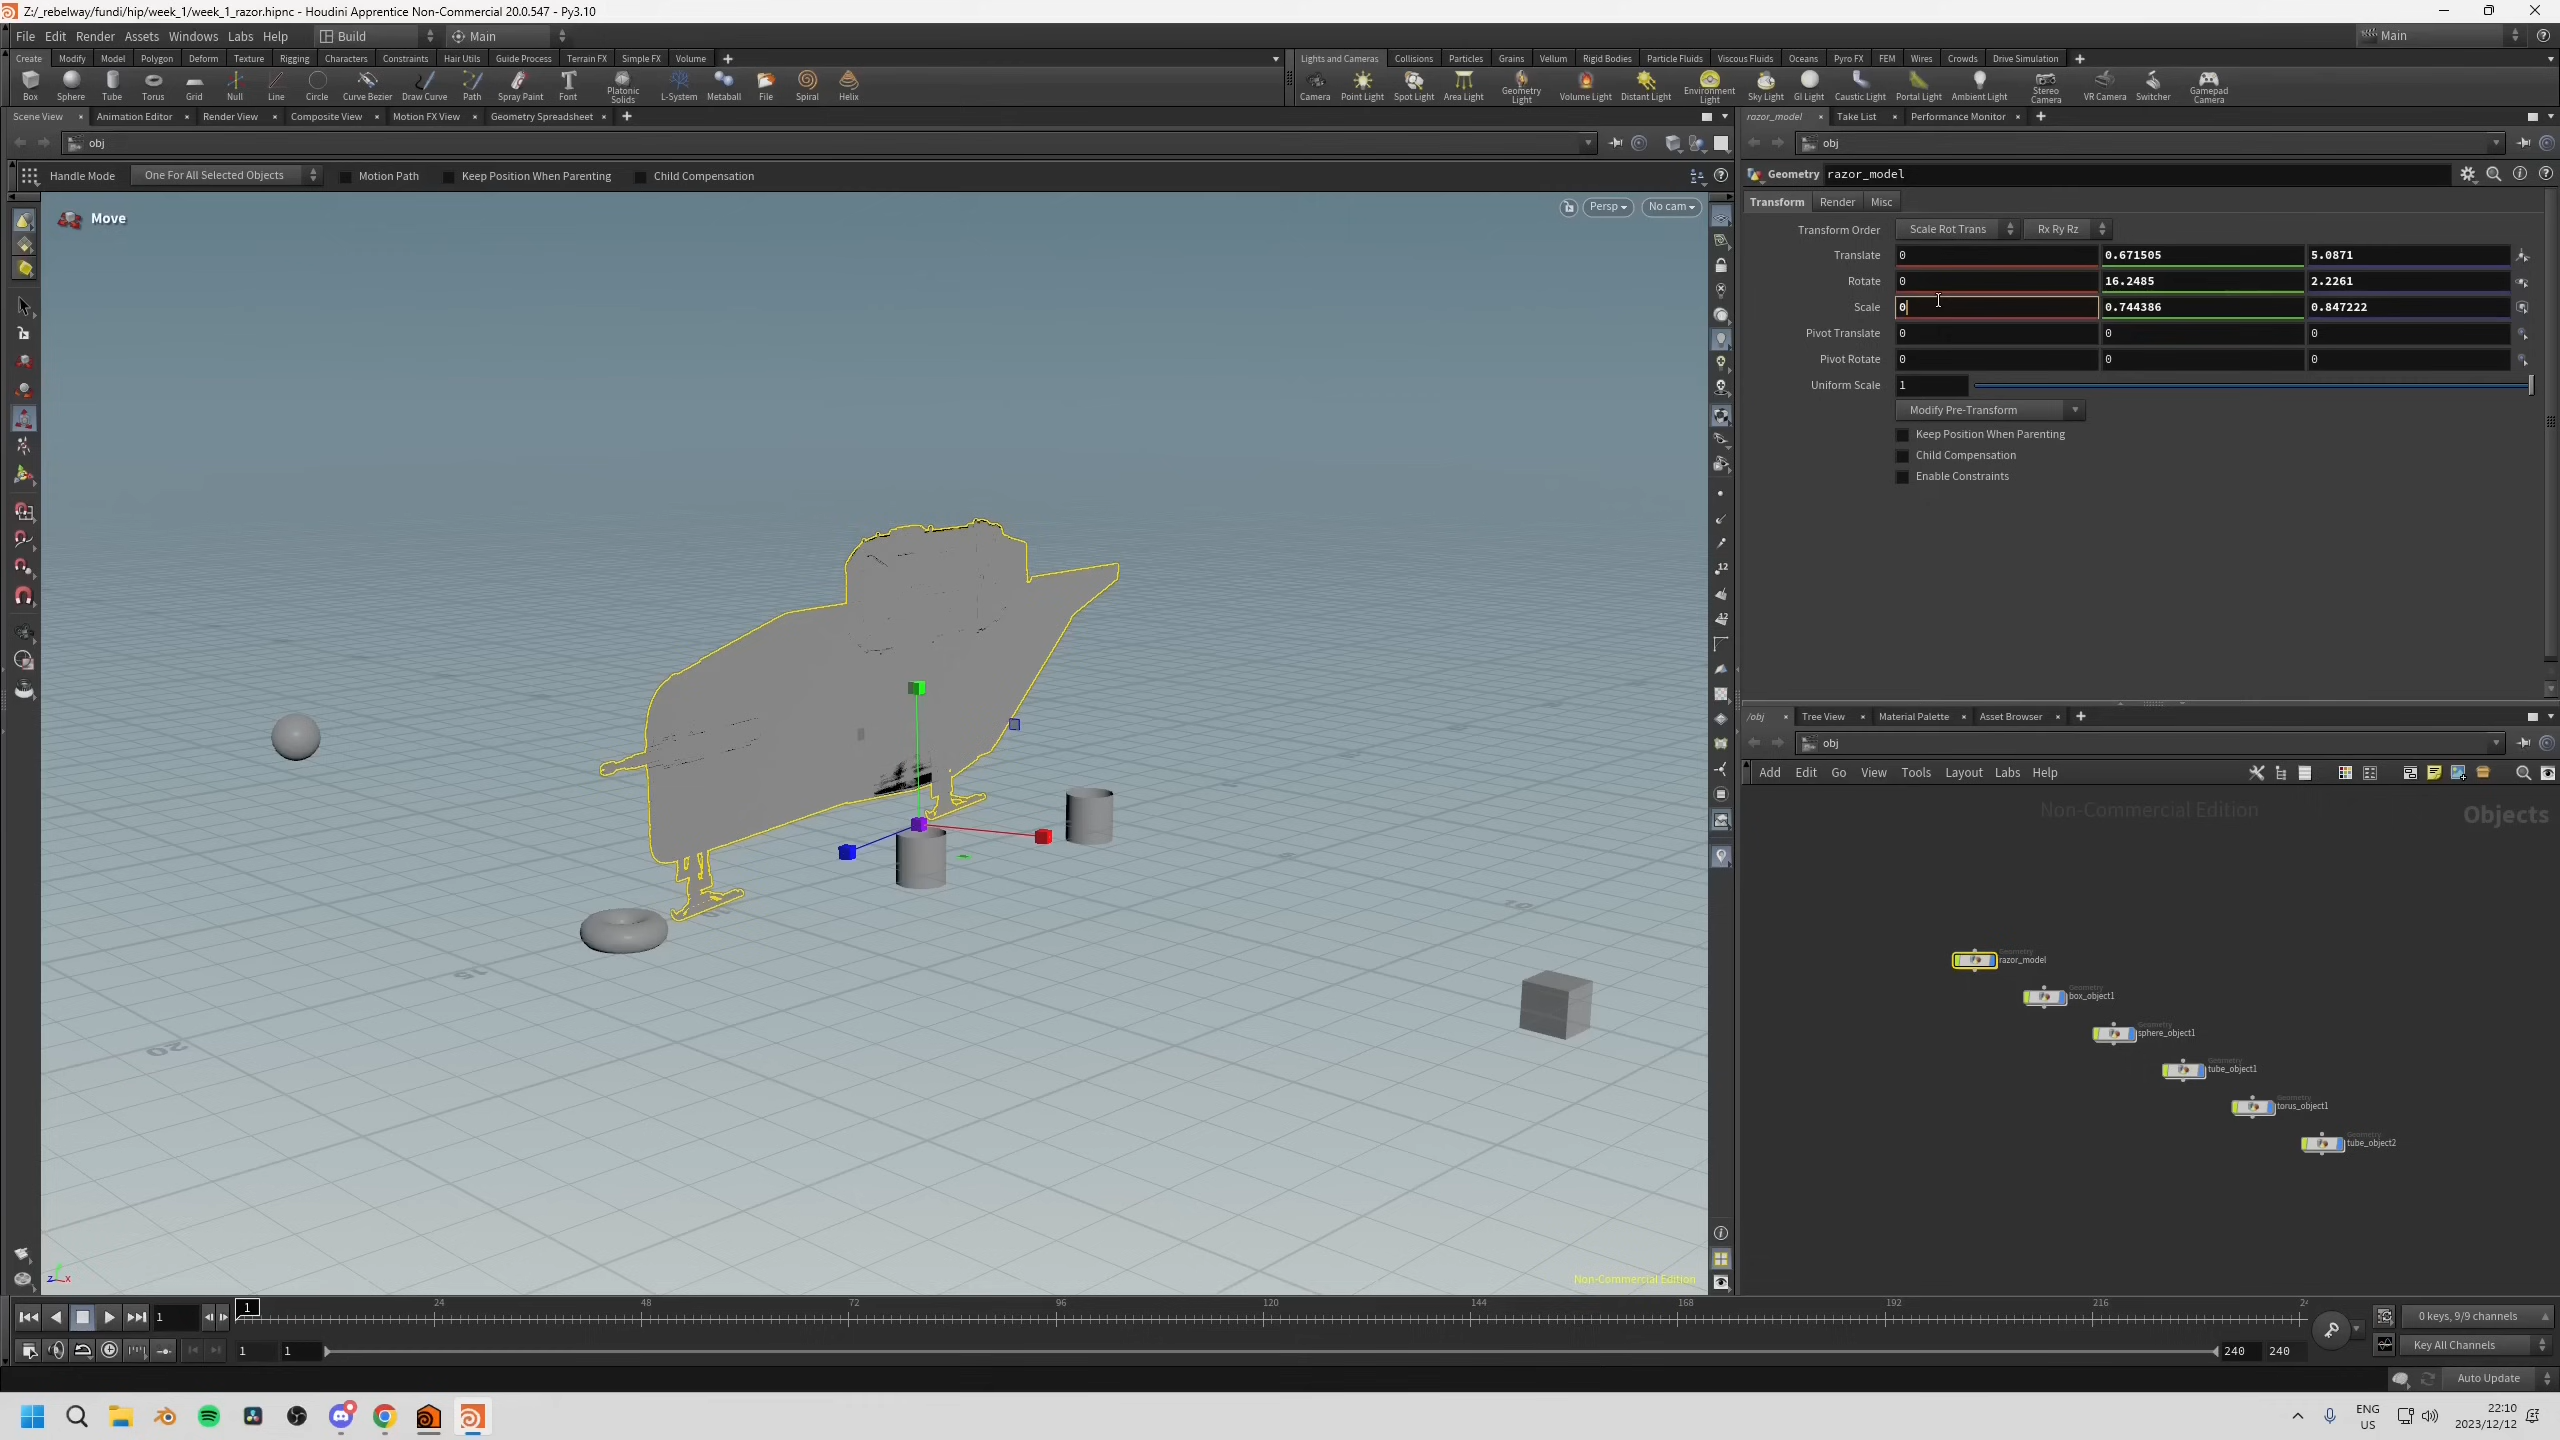 Z:/_rebelway/fundi/hip/week_1/week_1_razor.hipnc - Houdini Apprentice Non-Commercial 20.0.547 - Py3.10
File Edit Render Assets Windows Labs Help Build Main Main
Create Modify Model Polygon Deform Texture Rigging Characters Constraints Hair Utils Guide Process Terrain FX Simple FX Volume
Lights and Cameras Collisions Particles Grains Vellum Rigid Bodies Particle Fluids Viscous Fluids Oceans Pyro FX FEM Wires Crowds Drive Simulation
Box Sphere Tube Torus Grid Null Line Circle Curve Bezier Draw Curve Path Spray Paint Font Platonic Solids L-System Metaball File Spiral Helix
Camera Point Light Spot Light Area Light Geometry Light Volume Light Distant Light Environment Light Sky Light GI Light Caustic Light Portal Light Ambient Light Stereo Camera VR Camera Switcher Gamepad Camera
Scene View Animation Editor Render View Composite View Motion FX View Geometry Spreadsheet
razor_model Take List Performance Monitor
obj
obj
Handle Mode One For All Selected Objects Motion Path Keep Position When Parenting Child Compensation
Geometry razor_model
Move
Persp No cam
Transform Render Misc
Transform Order Scale Rot Trans Rx Ry Rz
Translate 0 0.671505 5.0871
Rotate 0 16.2485 2.2261
Scale 0 0.744386 0.847222
Pivot Translate 0 0 0
Pivot Rotate 0 0 0
Uniform Scale 1
Modify Pre-Transform
Keep Position When Parenting
Child Compensation
Enable Constraints
/obj Tree View Material Palette Asset Browser
obj
Add Edit Go View Tools Layout Labs Help
Non-Commercial Edition
Objects
Geometry
razor_model
Geometry
box_object1
Geometry
sphere_object1
Geometry
tube_object1
Geometry
torus_object1
Geometry
tube_object2
10
15
20
z x
Non-Commercial Edition
1 1 24 48 72 96 120 144 168 192 216
0 keys, 9/9 channels
1 1 240 240
Key All Channels
Auto Update
ENG
US
22:10
2023/12/12